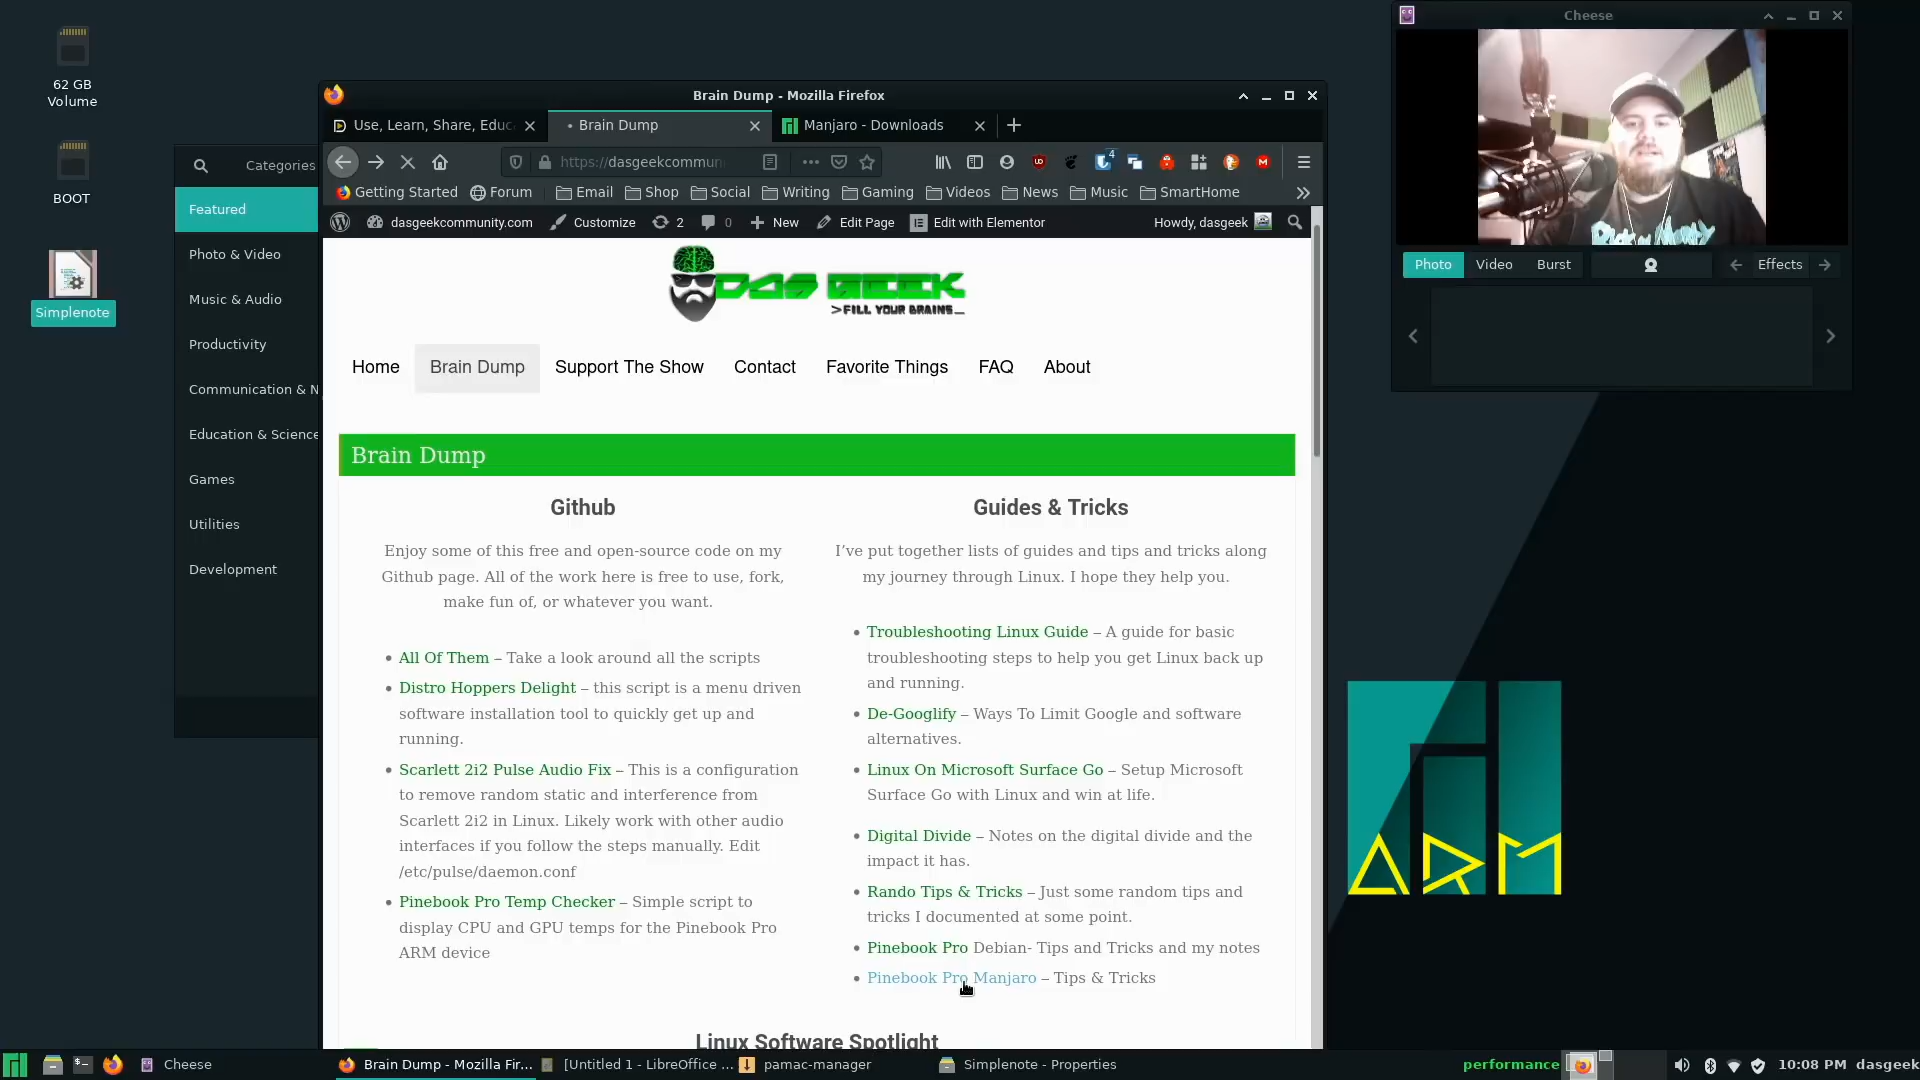 62 GB
Volume
BOOT
Simplenote
Categories
Featured
Photo & Video
Music & Audio
Productivity
Communication & N
Education & Science
Games
Utilities
Development
Brain Dump - Mozilla Firefox
Use, Learn, Share, Educ
Brain Dump
Manjaro - Downloads
https://dasgeekcommun
4
Getting Started
Forum
Email
Shop
Social
Writing
Gaming
Videos
News
Music
SmartHome
dasgeekcommunity.com
Customize
2
0
New
Edit Page
Edit with Elementor
Howdy, dasgeek
DAS GEEK
>FILL YOUR BRAINS_
Home
Brain Dump
Support The Show
Contact
Favorite Things
FAQ
About
Brain Dump
Github
Enjoy some of this free and open-source code on my
Github page. All of the work here is free to use, fork,
make fun of, or whatever you want.
All Of Them – Take a look around all the scripts
Distro Hoppers Delight – this script is a menu driven
software installation tool to quickly get up and
running.
Scarlett 2i2 Pulse Audio Fix – This is a configuration
to remove random static and interference from
Scarlett 2i2 in Linux. Likely work with other audio
interfaces if you follow the steps manually. Edit
/etc/pulse/daemon.conf
Pinebook Pro Temp Checker – Simple script to
display CPU and GPU temps for the Pinebook Pro
ARM device
Guides & Tricks
I’ve put together lists of guides and tips and tricks along
my journey through Linux. I hope they help you.
Troubleshooting Linux Guide – A guide for basic
troubleshooting steps to help you get Linux back up
and running.
De-Googlify – Ways To Limit Google and software
alternatives.
Linux On Microsoft Surface Go – Setup Microsoft
Surface Go with Linux and win at life.
Digital Divide – Notes on the digital divide and the
impact it has.
Rando Tips & Tricks – Just some random tips and
tricks I documented at some point.
Pinebook Pro Debian- Tips and Tricks and my notes
Pinebook Pro Manjaro – Tips & Tricks
Linux Software Spotlight
Cheese
Photo
Video
Burst
Effects
ARM
Cheese
Brain Dump - Mozilla Fir...
[Untitled 1 - LibreOffice ...
pamac-manager
Simplenote - Properties
performance
10:08 PM
dasgeek